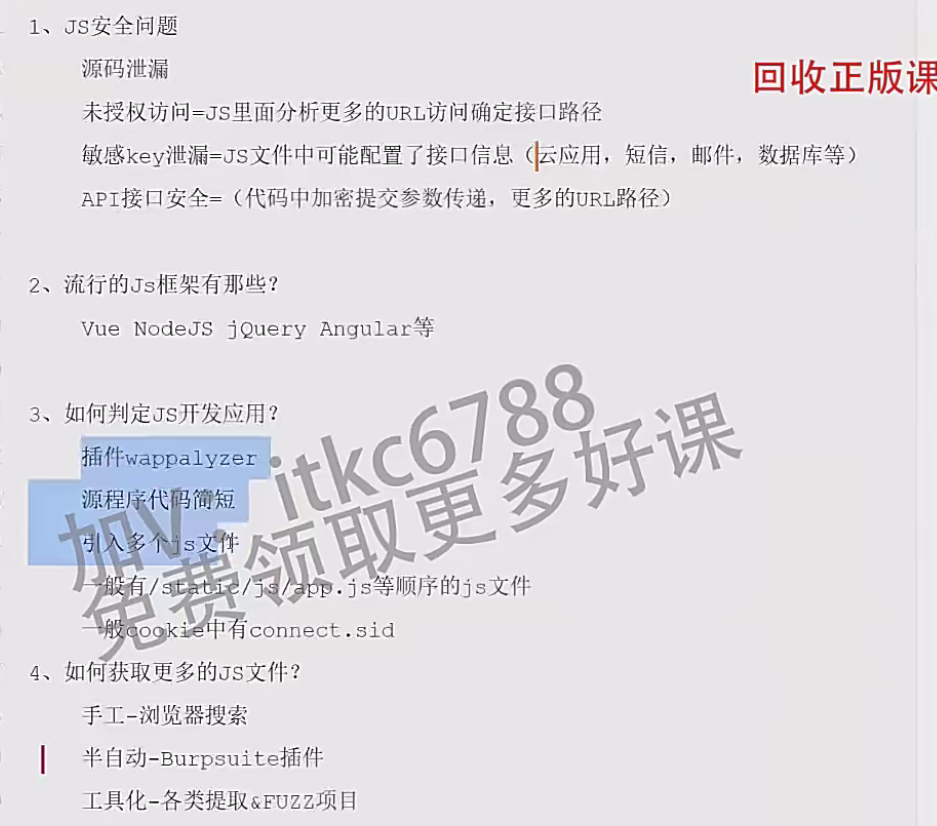 1、JS安全问题
源码泄漏
回收正版课
未授权访问=JS里面分析更多的URL访问确定接口路径
敏感key泄漏=JS文件中可能配置了接口信息（云应用，短信，邮件，数据库等）
API接口安全=（代码中加密提交参数传递，更多的URL路径）
2、流行的Js框架有那些？
Vue NodeJS jQuery Angular等
3、如何判定JS开发应用？
插件wappalyzer
源程序代码简短
引入多个js文件
一般有/static/js/app.js等顺序的js文件
一般cookie中有connect.sid
加V：itkc6788
免费领取更多好课
4、如何获取更多的JS文件？
手工-浏览器搜索
半自动-Burpsuite插件
工具化-各类提取&FUZZ项目